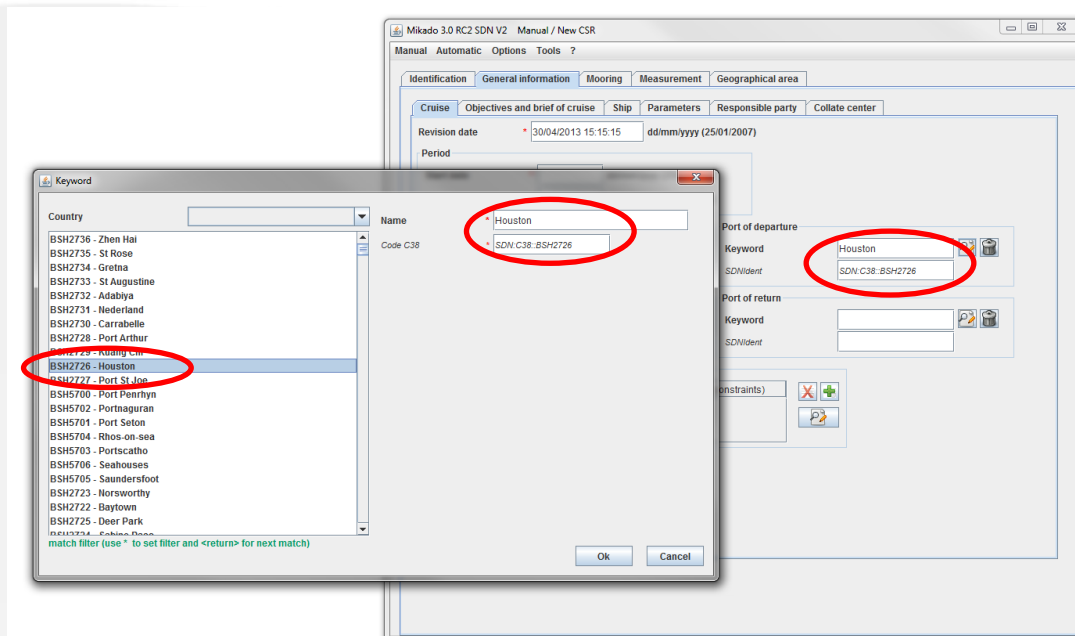 Mikado 3.0 RC2 SDN V2 Manual / New CSR
Manual Automatic Options Tools ?
Identification General information Mooring Measurement Geographical area
Cruise Objectives and brief of cruise Ship Parameters Responsible party Collate center
Revision date * 30/04/2013 15:15:15 dd/mm/yyyy (25/01/2007)
Period
Keyword
Country
Name * Houston
Code C38 * SDN:C38::BSH2726
BSH2736 - Zhen Hai
BSH2735 - St Rose
BSH2734 - Gretna
BSH2733 - St Augustine
BSH2732 - Adabiya
BSH2731 - Nederland
BSH2730 - Carrabelle
BSH2728 - Port Arthur
BSH2729 - Kuang Chi
BSH2726 - Houston
BSH2727 - Port St Joe
BSH5700 - Port Penrhyn
BSH5702 - Portnaguran
BSH5701 - Port Seton
BSH5704 - Rhos-on-sea
BSH5703 - Portscatho
BSH5706 - Seahouses
BSH5705 - Saundersfoot
BSH2723 - Norsworthy
BSH2722 - Baytown
BSH2725 - Deer Park
match filter (use * to set filter and <return> for next match)
Ok Cancel
Port of departure
Keyword Houston
SDNIdent SDN:C38::BSH2726
Port of return
Keyword
SDNIdent
onstraints)